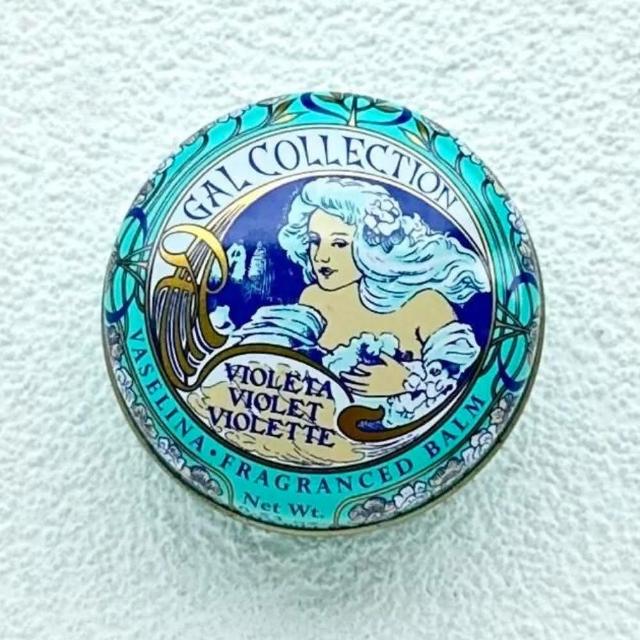 GAL COLLECTION
VIOLETA
VIOLET
VIOLETTE
VASELINA • FRAGRANCED BALM
Net Wt.